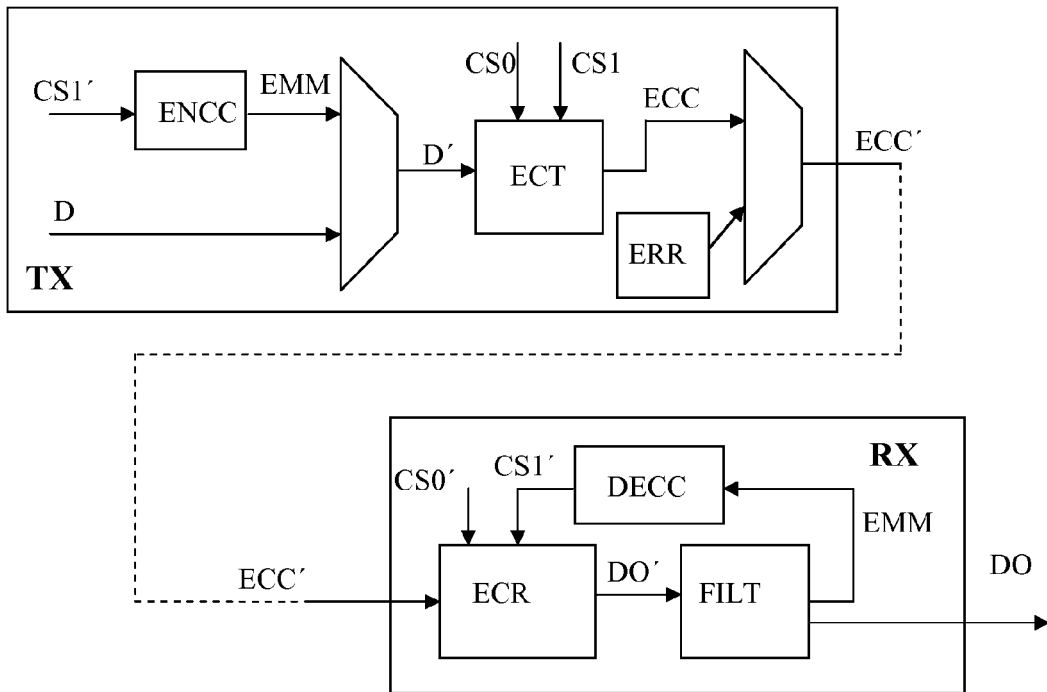 CS0 CS1
CS1´ ENCC EMM ECC
ECC´
D´ ECT
D
ERR
TX
RX
CS0´ CS1´ DECC
EMM
ECC´ ECR DO´ FILT DO